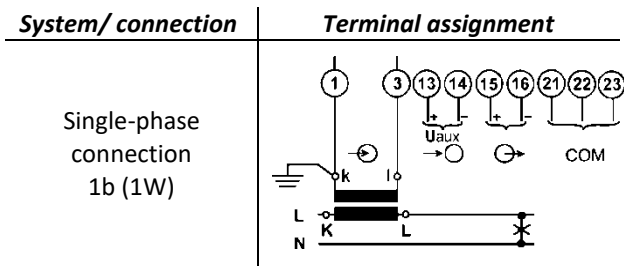 System/ connection
Terminal assignment
Single-phase
connection
1b (1W)
1 3 13 14 15 16 21 22 23
+ − + −
Uaux
COM
k l
L K L
N